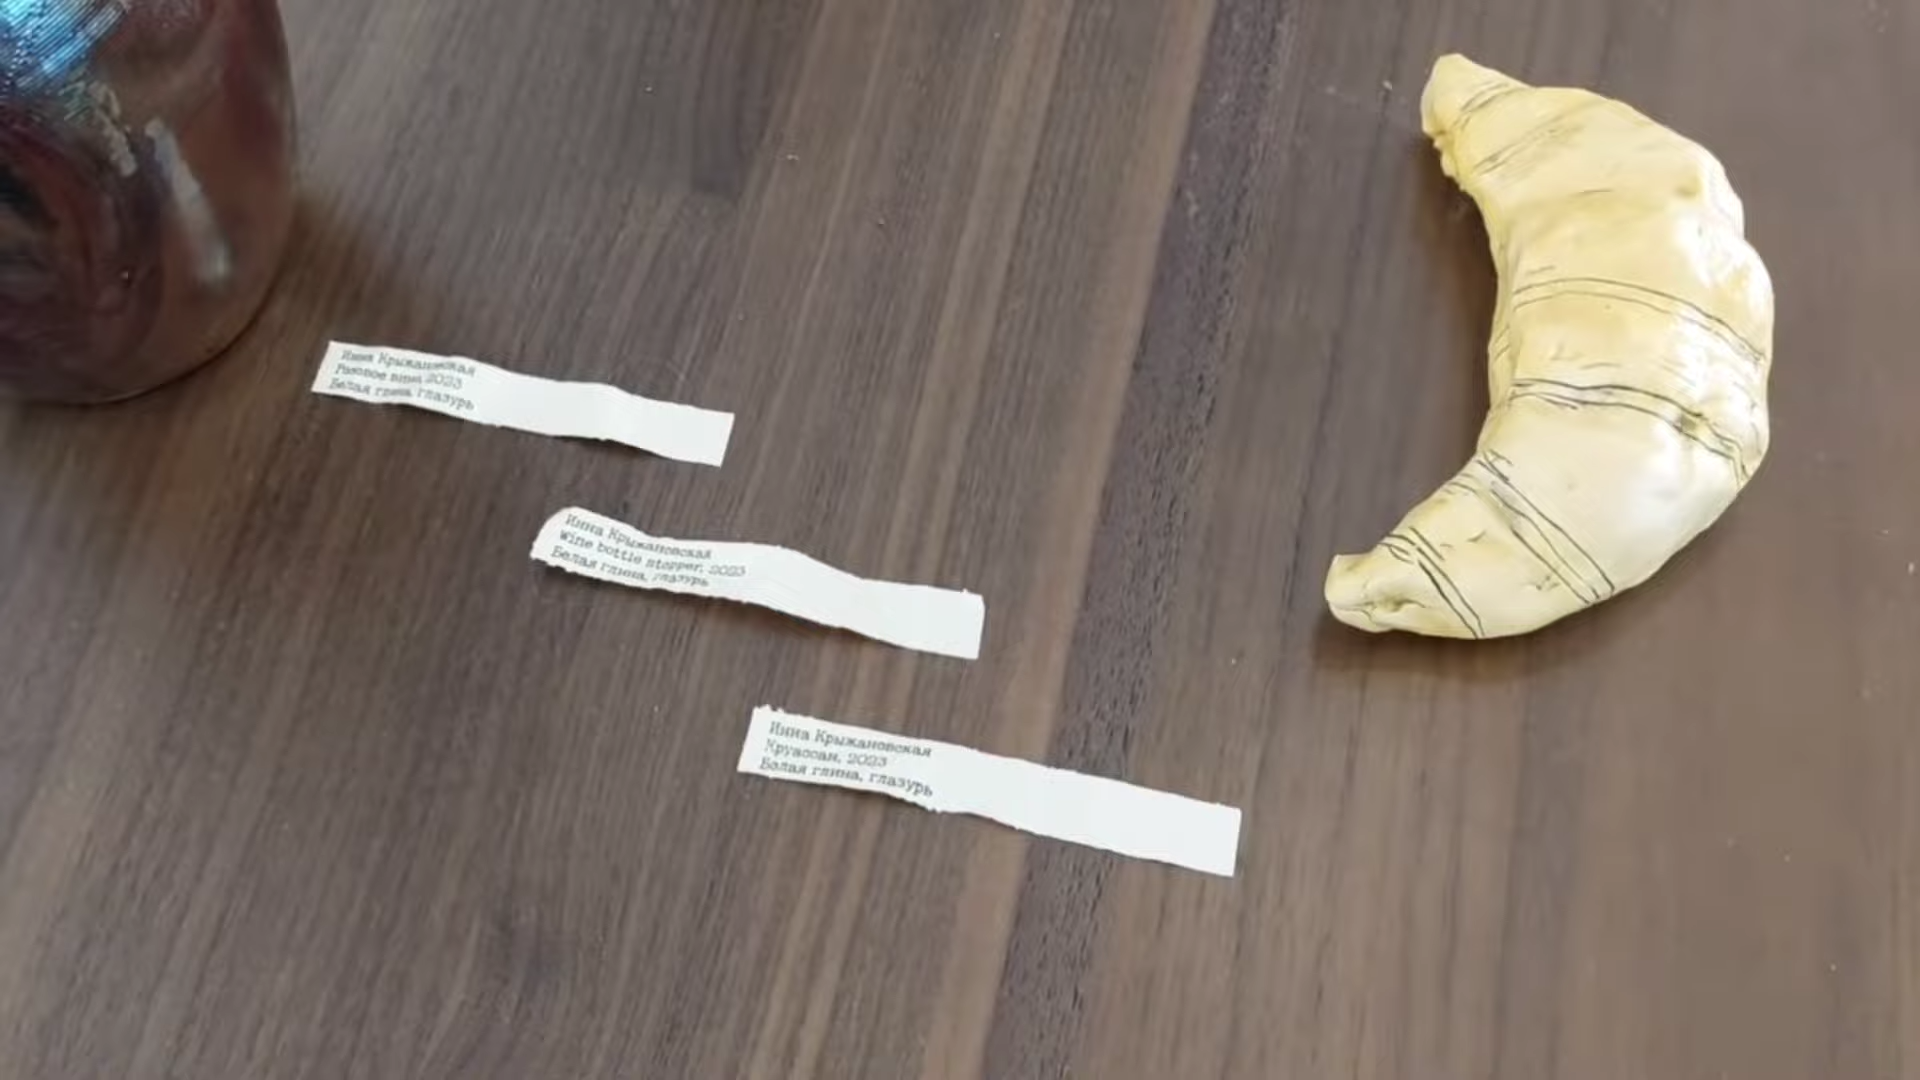 Инна Крыжановская
Розовое вино, 2023
Белая глина, глазурь
Инна Крыжановская
Wine bottle stopper, 2023
Белая глина, глазурь
Инна Крыжановская
Круассан, 2023
Белая глина, глазурь